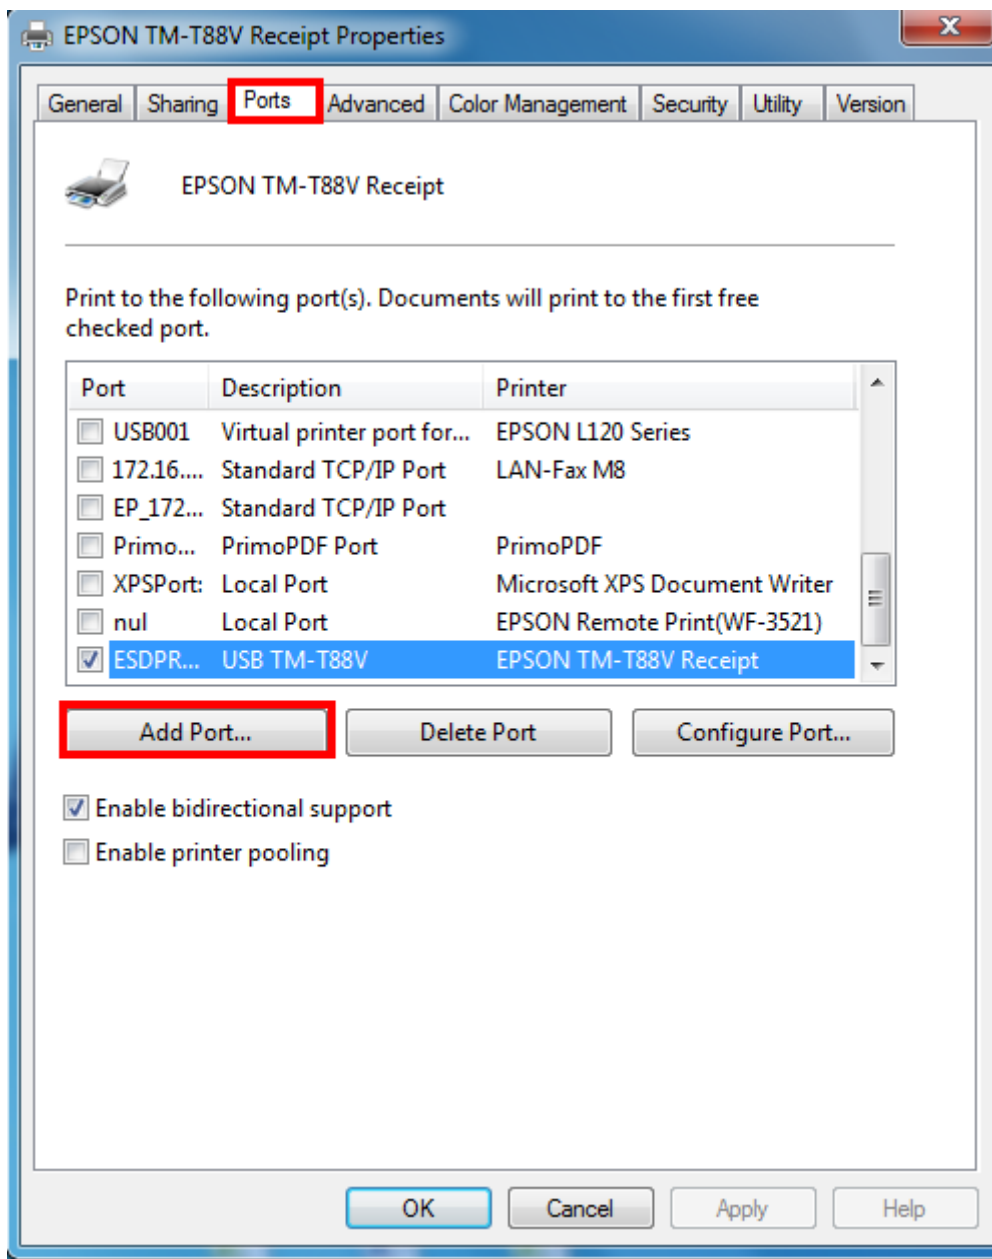 EPSON TM-T88V Receipt Properties
General Sharing Ports Advanced Color Management Security Utility Version
EPSON TM-T88V Receipt
Print to the following port(s). Documents will print to the first free
checked port.
Port Description Printer
USB001 Virtual printer port for... EPSON L120 Series
172.16.... Standard TCP/IP Port LAN-Fax M8
EP_172... Standard TCP/IP Port
Primo... PrimoPDF Port PrimoPDF
XPSPort: Local Port Microsoft XPS Document Writer
nul Local Port EPSON Remote Print(WF-3521)
ESDPR... USB TM-T88V EPSON TM-T88V Receipt
Add Port... Delete Port Configure Port...
Enable bidirectional support
Enable printer pooling
OK Cancel Apply Help